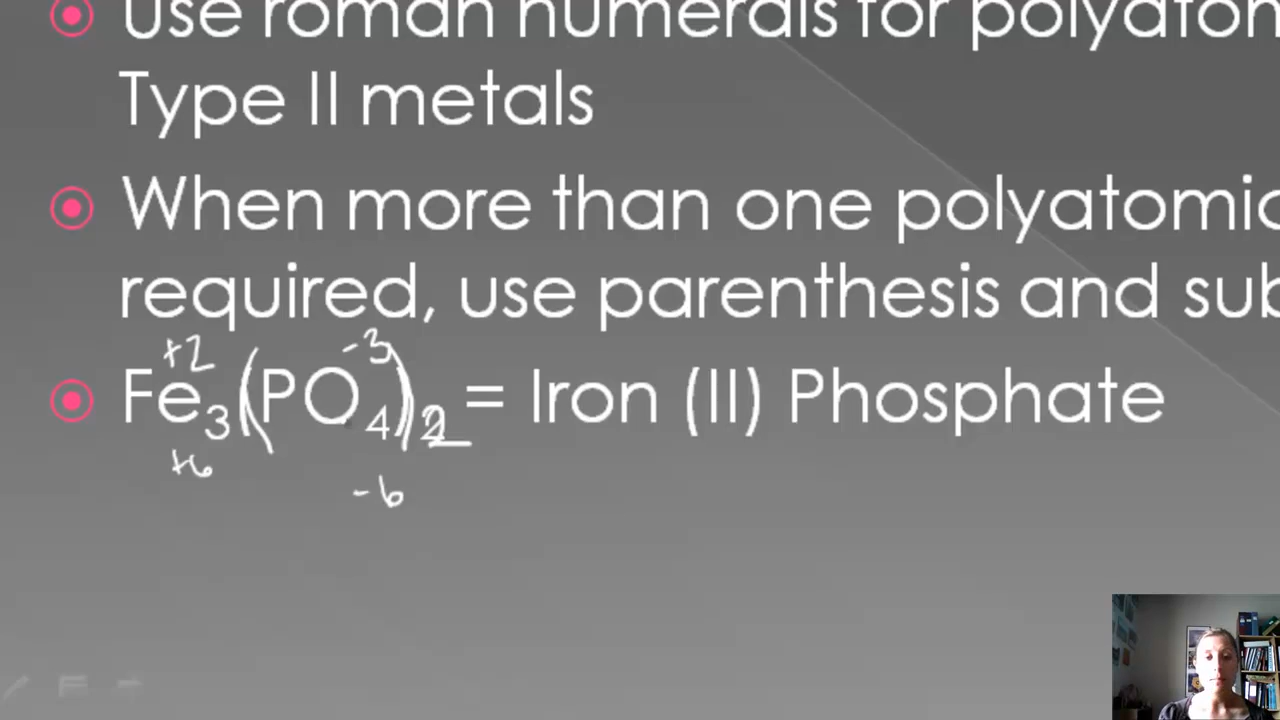 Use roman numerals for polyatom
Type II metals
When more than one polyatomic
required, use parenthesis and sub
+2 -3
Fe3(PO4)2 = Iron (II) Phosphate
+6
-6